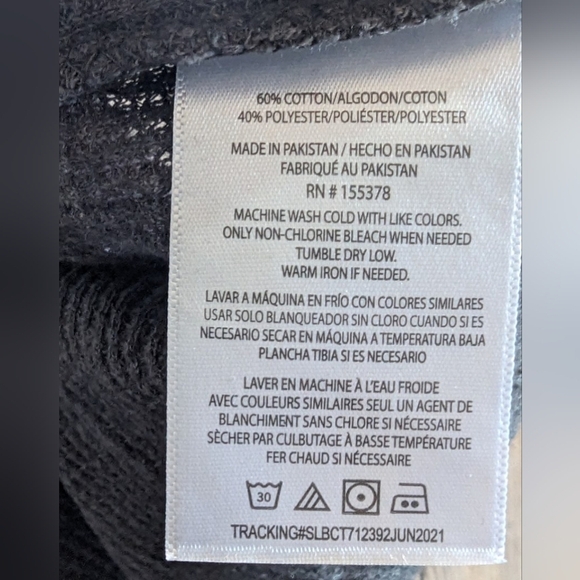 60% COTTON/ALGODON/COTON
40% POLYESTER/POLIÉSTER/POLYESTER
MADE IN PAKISTAN / HECHO EN PAKISTAN
FABRIQUÉ AU PAKISTAN
RN # 155378
MACHINE WASH COLD WITH LIKE COLORS.
ONLY NON-CHLORINE BLEACH WHEN NEEDED
TUMBLE DRY LOW.
WARM IRON IF NEEDED.
LAVAR A MÁQUINA EN FRÍO CON COLORES SIMILARES
USAR SOLO BLANQUEADOR SIN CLORO CUANDO SI ES
NECESARIO SECAR EN MÁQUINA A TEMPERATURA BAJA
PLANCHA TIBIA SI ES NECESARIO
LAVER EN MACHINE À L'EAU FROIDE
AVEC COULEURS SIMILAIRES SEUL UN AGENT DE
BLANCHIMENT SANS CHLORE SI NÉCESSAIRE
SÈCHER PAR CULBUTAGE À BASSE TEMPÉRATURE
FER CHAUD SI NÉCESSAIRE
30
TRACKING#SLBCT712392JUN2021